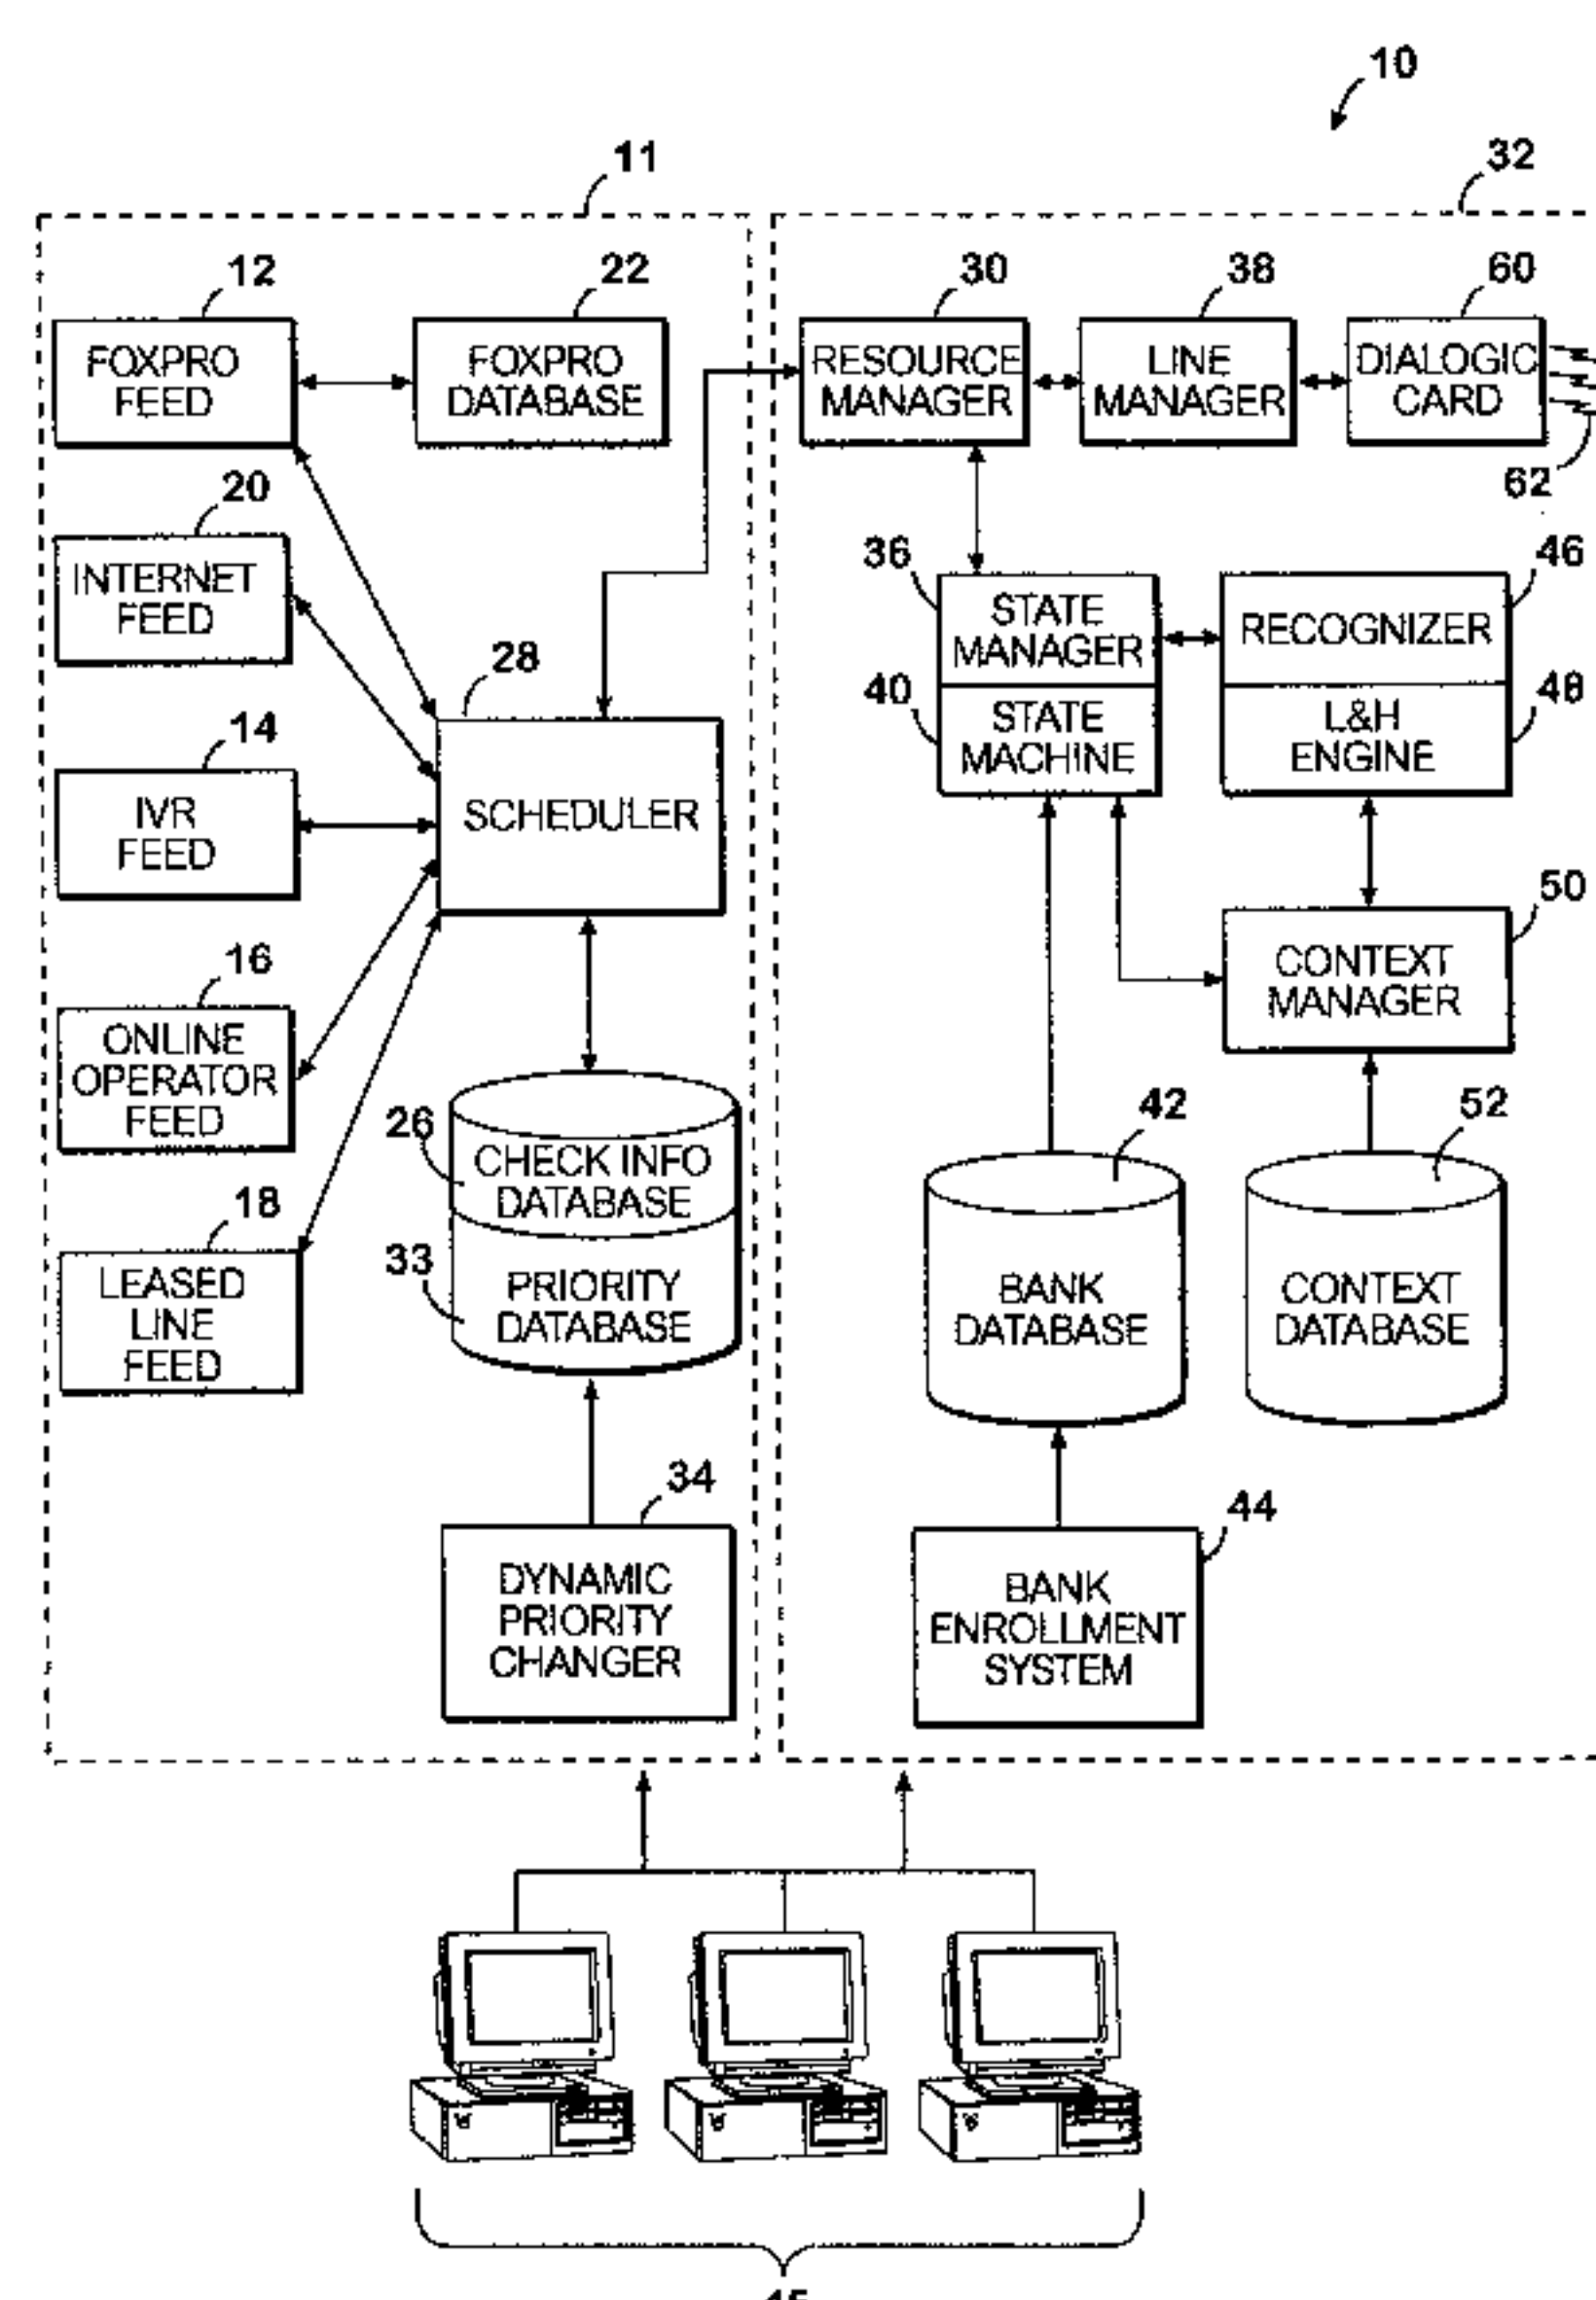 10
11
32
12
22
30
38
60
FOXPRO
FEED
FOXPRO
DATABASE
RESOURCE
MANAGER
LINE
MANAGER
DIALOGIC
CARD
62
20
INTERNET
FEED
36
STATE
MANAGER
46
RECOGNIZER
28
40
STATE
MACHINE
48
L&H
ENGINE
14
IVR
FEED
SCHEDULER
50
CONTEXT
MANAGER
16
ONLINE
OPERATOR
FEED
26
CHECK INFO
DATABASE
42
52
18
LEASED
LINE
FEED
33
PRIORITY
DATABASE
BANK
DATABASE
CONTEXT
DATABASE
34
DYNAMIC
PRIORITY
CHANGER
44
BANK
ENROLLMENT
SYSTEM